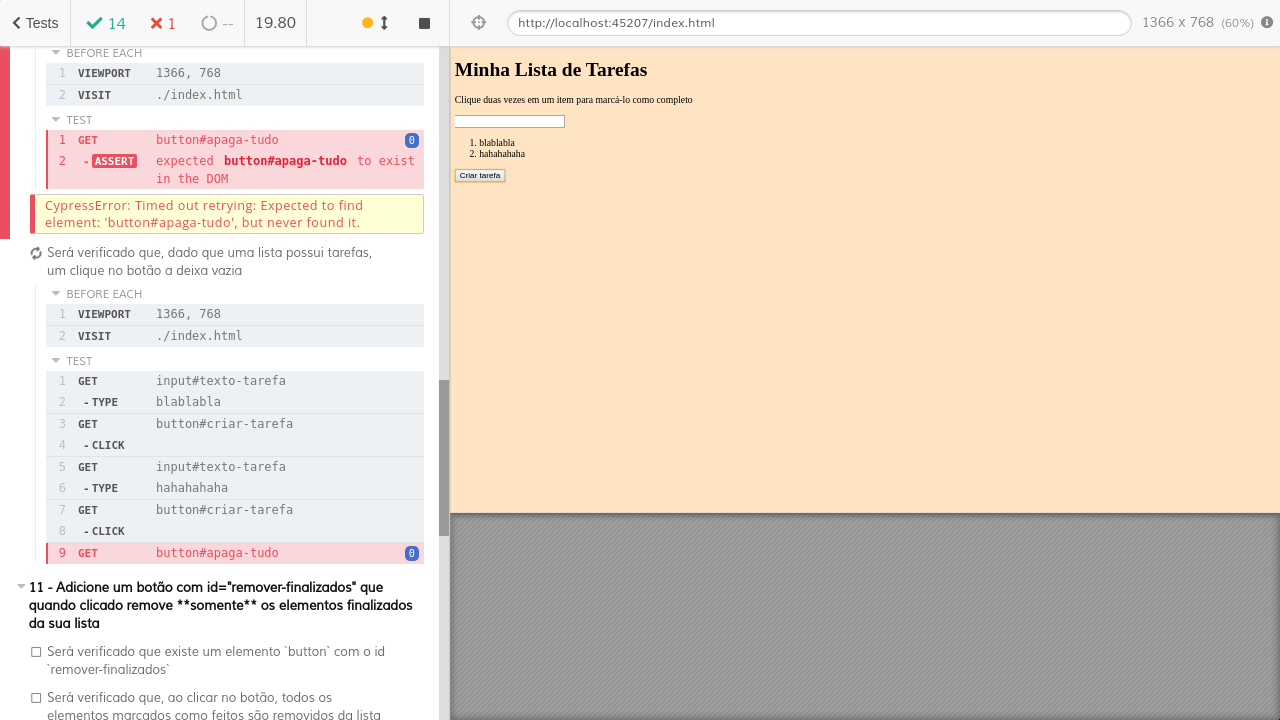 Tests 14 1 -- 19.80
http://localhost:45207/index.html 1366 x 768 (60%)
BEFORE EACH
1 VIEWPORT 1366, 768
2 VISIT ./index.html
TEST
1 GET button#apaga-tudo 0
2 -ASSERT expected button#apaga-tudo to exist
in the DOM
CypressError: Timed out retrying: Expected to find
element: 'button#apaga-tudo', but never found it.
Será verificado que, dado que uma lista possui tarefas,
um clique no botão a deixa vazia
BEFORE EACH
1 VIEWPORT 1366, 768
2 VISIT ./index.html
TEST
1 GET input#texto-tarefa
2 -TYPE blablabla
3 GET button#criar-tarefa
4 -CLICK
5 GET input#texto-tarefa
6 -TYPE hahahahaha
7 GET button#criar-tarefa
8 -CLICK
9 GET button#apaga-tudo 0
11 - Adicione um botão com id="remover-finalizados" que
quando clicado remove **somente** os elementos finalizados
da sua lista
Será verificado que existe um elemento `button` com o id
`remover-finalizados`
Será verificado que, ao clicar no botão, todos os
elementos marcados como feitos são removidos da lista
Minha Lista de Tarefas
Clique duas vezes em um item para marcá-lo como completo
1. blablabla
2. hahahahaha
Criar tarefa